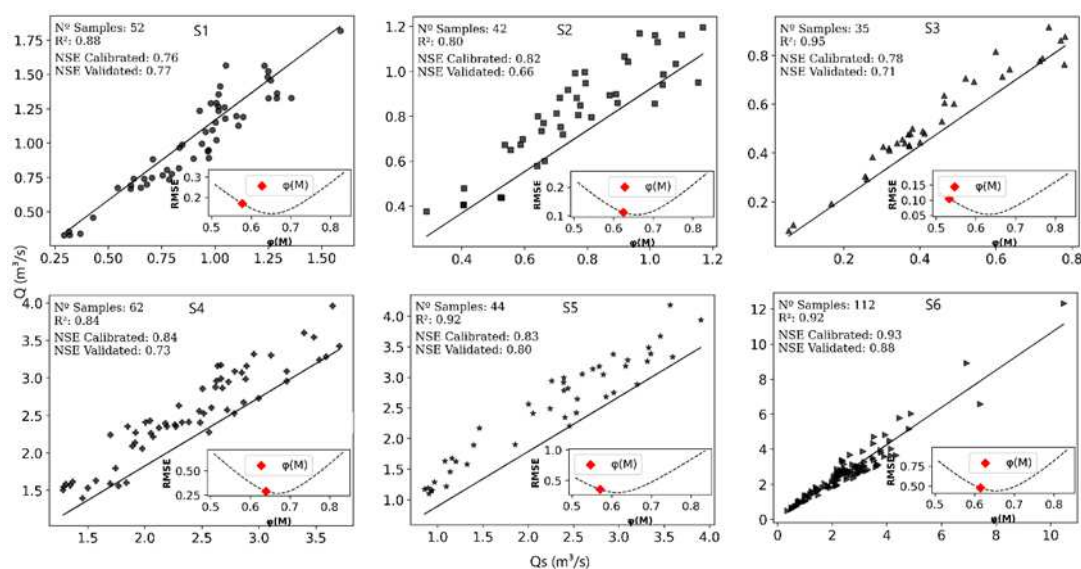 Nº Samples: 52
S1
R²: 0.88
NSE Calibrated: 0.76
NSE Validated: 0.77
1.75
1.50
1.25
1.00
0.75
0.50
0.25
0.50
0.75
1.00
1.25
1.50
RMSE
0.3
0.2
φ(M)
0.5
0.6
0.7
0.8
φ(M)
Nº Samples: 42
S2
R²: 0.80
NSE Calibrated: 0.82
NSE Validated: 0.66
1.2
1.0
0.8
0.6
0.4
0.4
0.6
0.8
1.0
1.2
RMSE
0.2
0.1
φ(M)
0.5
0.6
0.7
0.8
φ(M)
Nº Samples: 35
S3
R²: 0.95
NSE Calibrated: 0.78
NSE Validated: 0.71
0.8
0.6
0.4
0.2
0.2
0.4
0.6
0.8
RMSE
0.15
0.10
0.05
φ(M)
0.5
0.6
0.7
0.8
φ(M)
Q (m³/s)
Nº Samples: 62
S4
R²: 0.84
NSE Calibrated: 0.84
NSE Validated: 0.73
4.0
3.5
3.0
2.5
2.0
1.5
1.5
2.0
2.5
3.0
3.5
RMSE
0.50
0.25
φ(M)
0.5
0.6
0.7
0.8
φ(M)
Nº Samples: 44
S5
R²: 0.92
NSE Calibrated: 0.83
NSE Validated: 0.80
4.0
3.5
3.0
2.5
2.0
1.5
1.0
1.0
1.5
2.0
2.5
3.0
3.5
4.0
RMSE
1.0
0.5
φ(M)
0.5
0.6
0.7
0.8
φ(M)
Nº Samples: 112
S6
R²: 0.92
NSE Calibrated: 0.93
NSE Validated: 0.88
12
10
8
6
4
2
0
2
4
6
8
10
RMSE
0.75
0.50
φ(M)
0.5
0.6
0.7
0.8
φ(M)
Qs (m³/s)